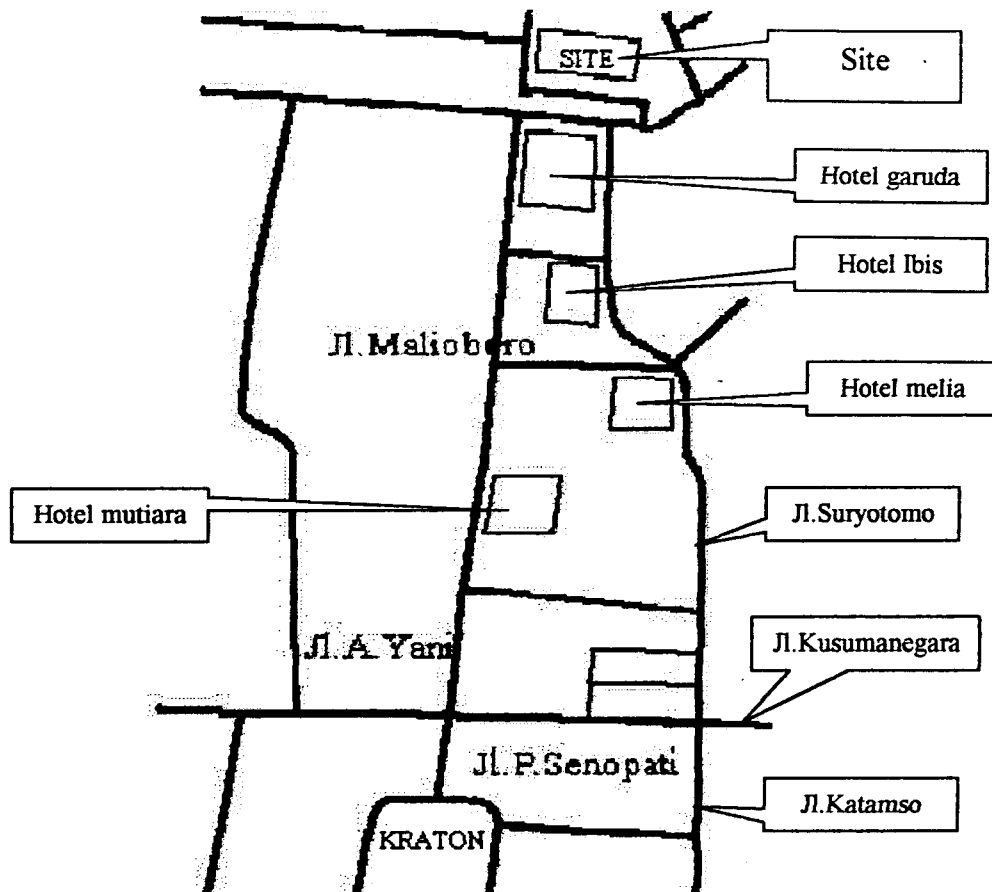 SITE
Site
Hotel garuda
Hotel Ibis
Jl.Malioboro
Hotel melia
Hotel mutiara
Jl.Suryotomo
Jl.A.Yani
Jl.Kusumanegara
Jl.P.Senopati
Jl.Katamso
KRATON